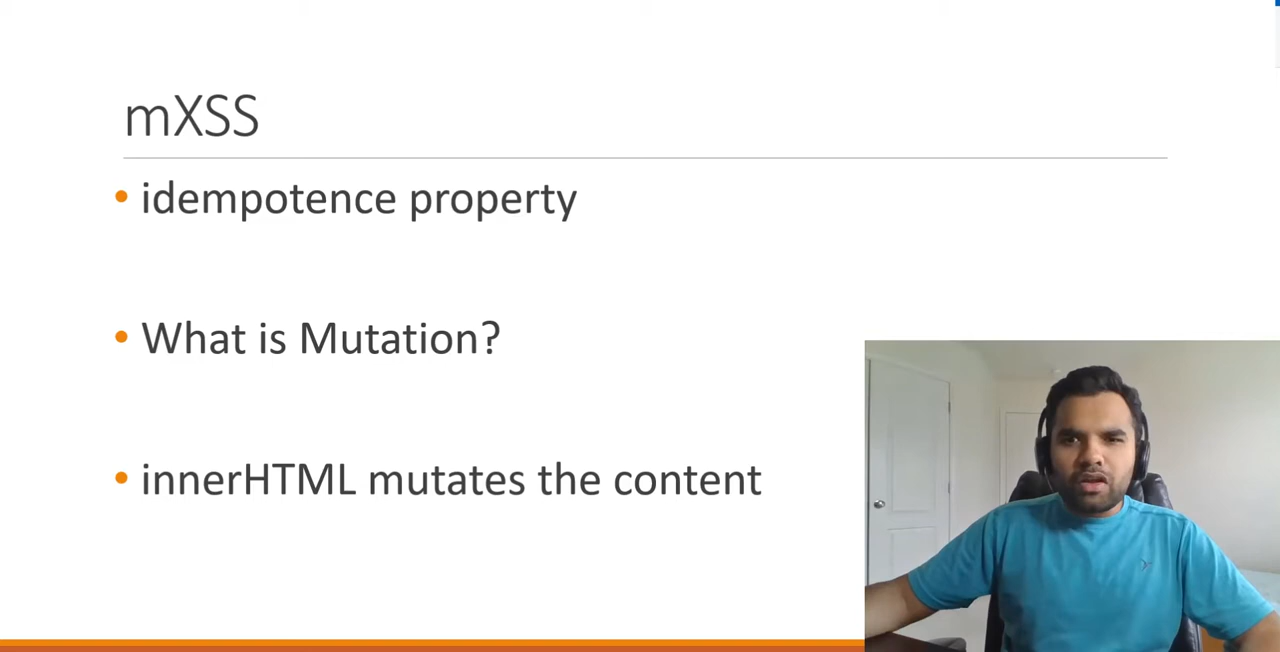 mXSS
idempotence property
What is Mutation?
innerHTML mutates the content